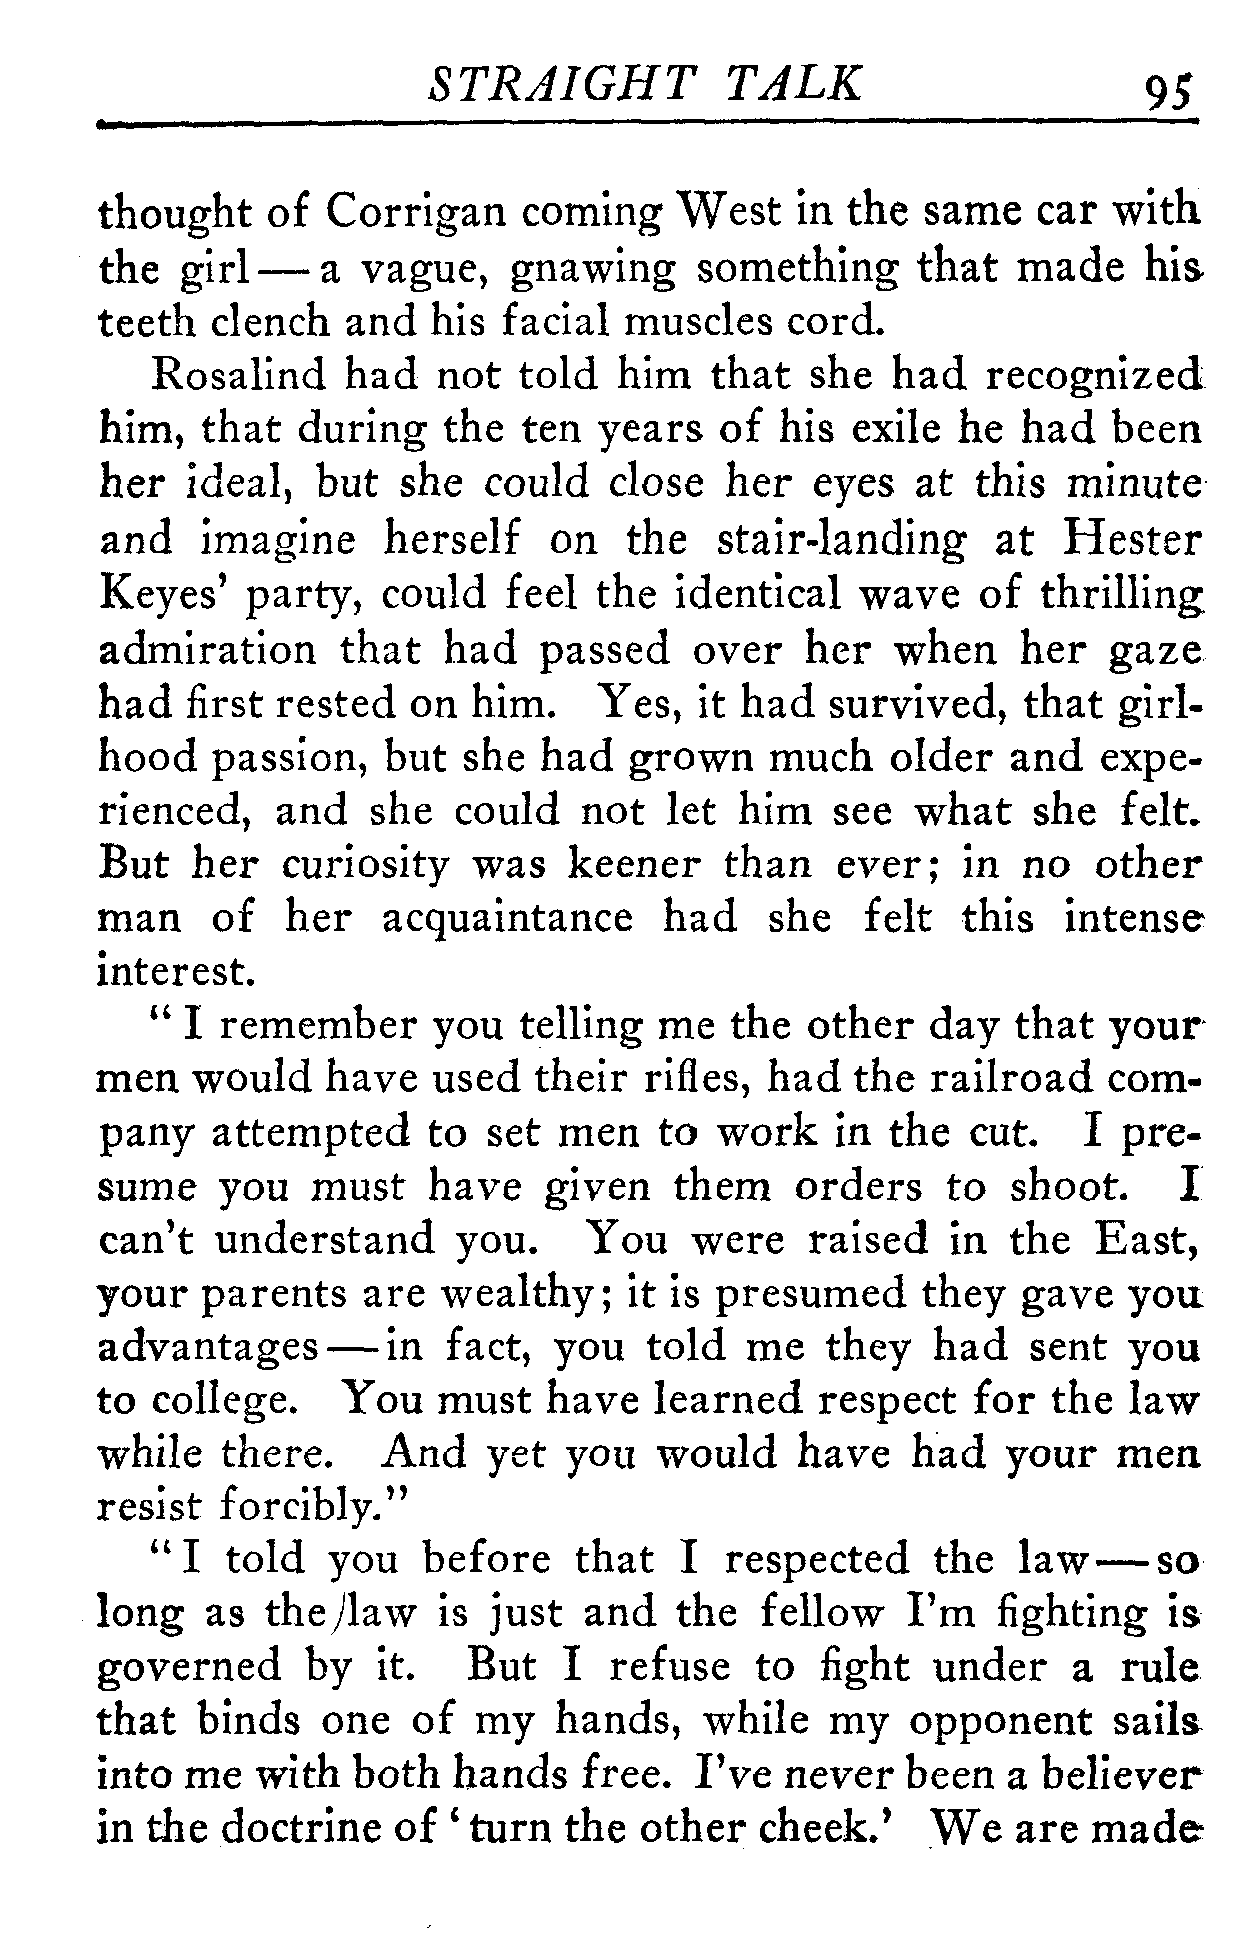 STRAIGHT TALK 95
thought of Corrigan coming West in the same car with
the girl — a vague, gnawing something that made his
teeth clench and his facial muscles cord.
Rosalind had not told him that she had recognized
him, that during the ten years of his exile he had been
her ideal, but she could close her eyes at this minute
and imagine herself on the stair-landing at Hester
Keyes' party, could feel the identical wave of thrilling
admiration that had passed over her when her gaze
had first rested on him. Yes, it had survived, that girl-
hood passion, but she had grown much older and expe-
rienced, and she could not let him see what she felt.
But her curiosity was keener than ever; in no other
man of her acquaintance had she felt this intense
interest.
" I remember you telling me the other day that your
men would have used their rifles, had the railroad com-
pany attempted to set men to work in the cut. I pre-
sume you must have given them orders to shoot. I
can't understand you. You were raised in the East,
your parents are wealthy; it is presumed they gave you
advantages — in fact, you told me they had sent you
to college. You must have learned respect for the law
while there. And yet you would have had your men
resist forcibly."
" I told you before that I respected the law — so
long as the law is just and the fellow I'm fighting is
governed by it. But I refuse to fight under a rule
that binds one of my hands, while my opponent sails
into me with both hands free. I've never been a believer
in the doctrine of ' turn the other cheek.' We are made